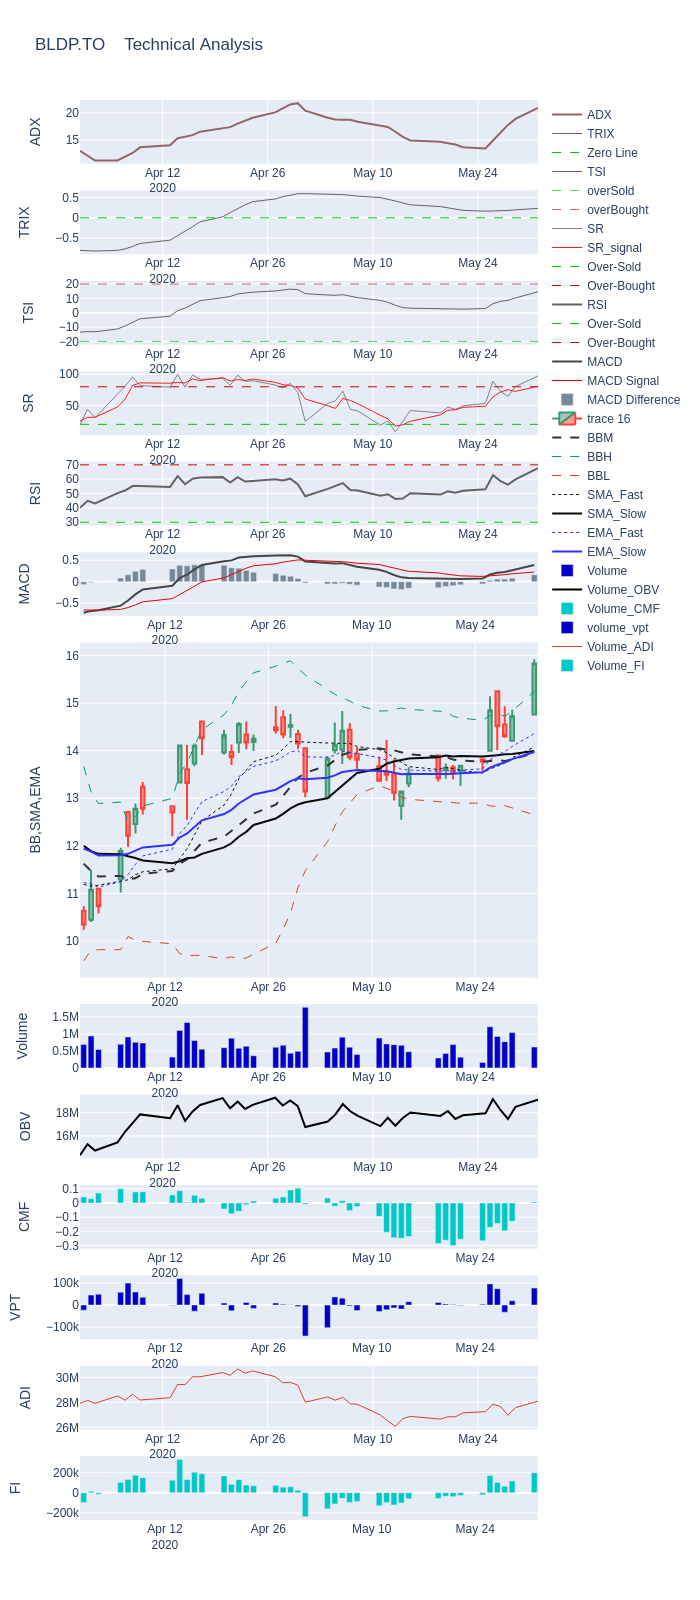 BLDP.TO    Technical Analysis
ADX
20
15
Apr 12
2020
Apr 26
May 10
May 24
TRIX
0.5
0
−0.5
Apr 12
2020
Apr 26
May 10
May 24
TSI
20
10
0
−10
−20
Apr 12
2020
Apr 26
May 10
May 24
SR
100
50
Apr 12
2020
Apr 26
May 10
May 24
RSI
70
60
50
40
30
Apr 12
2020
Apr 26
May 10
May 24
MACD
0.5
0
−0.5
Apr 12
2020
Apr 26
May 10
May 24
BB,SMA,EMA
16
15
14
13
12
11
10
Apr 12
2020
Apr 26
May 10
May 24
Volume
1.5M
1M
0.5M
0
Apr 12
2020
Apr 26
May 10
May 24
OBV
18M
16M
Apr 12
2020
Apr 26
May 10
May 24
CMF
0.1
0
−0.1
−0.2
−0.3
Apr 12
2020
Apr 26
May 10
May 24
VPT
100k
0
−100k
Apr 12
2020
Apr 26
May 10
May 24
ADI
30M
28M
26M
Apr 12
2020
Apr 26
May 10
May 24
FI
200k
0
−200k
Apr 12
2020
Apr 26
May 10
May 24
ADX
TRIX
Zero Line
TSI
overSold
overBought
SR
SR_signal
Over-Sold
Over-Bought
RSI
Over-Sold
Over-Bought
MACD
MACD Signal
MACD Difference
trace 16
BBM
BBH
BBL
SMA_Fast
SMA_Slow
EMA_Fast
EMA_Slow
Volume
Volume_OBV
Volume_CMF
volume_vpt
Volume_ADI
Volume_FI